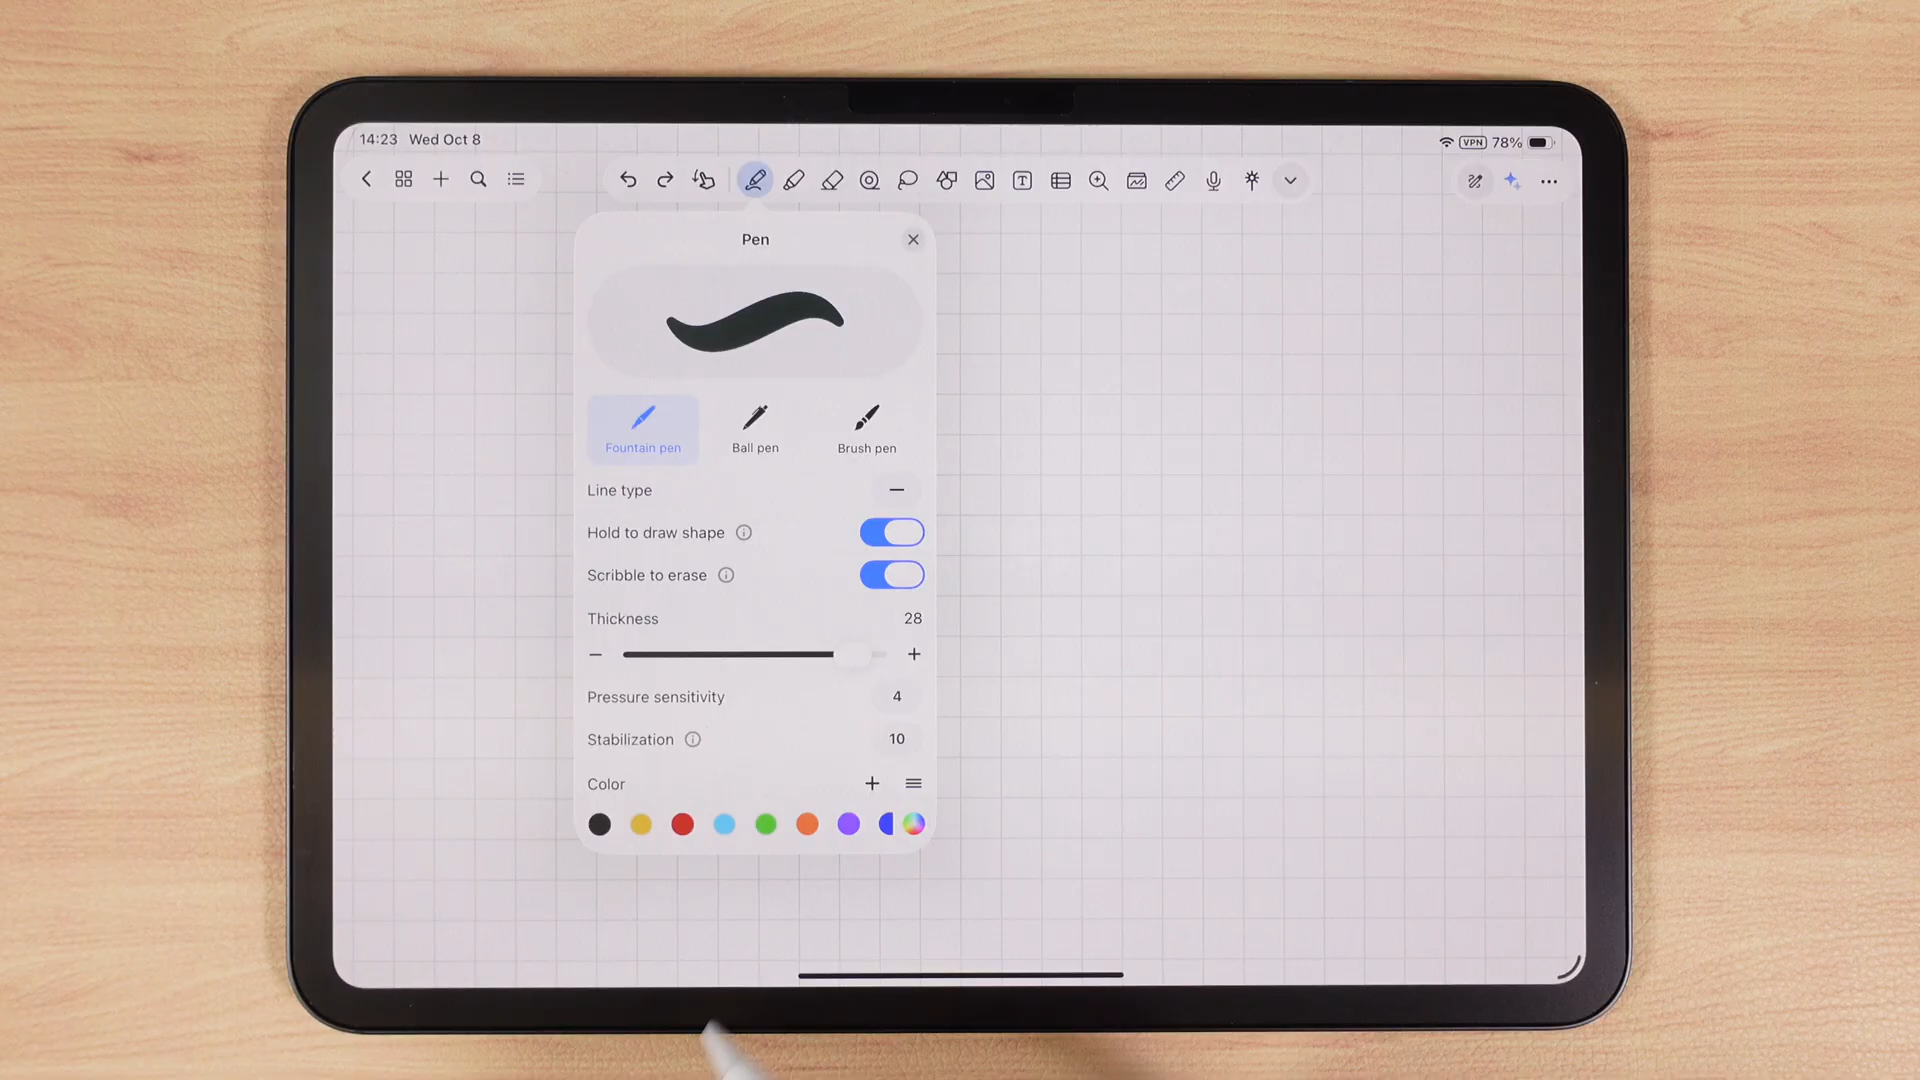 14:23 Wed Oct 8
VPN 78%
Pen
Fountain pen
Ball pen
Brush pen
Line type
Hold to draw shape
Scribble to erase
Thickness 28
Pressure sensitivity 4
Stabilization 10
Color